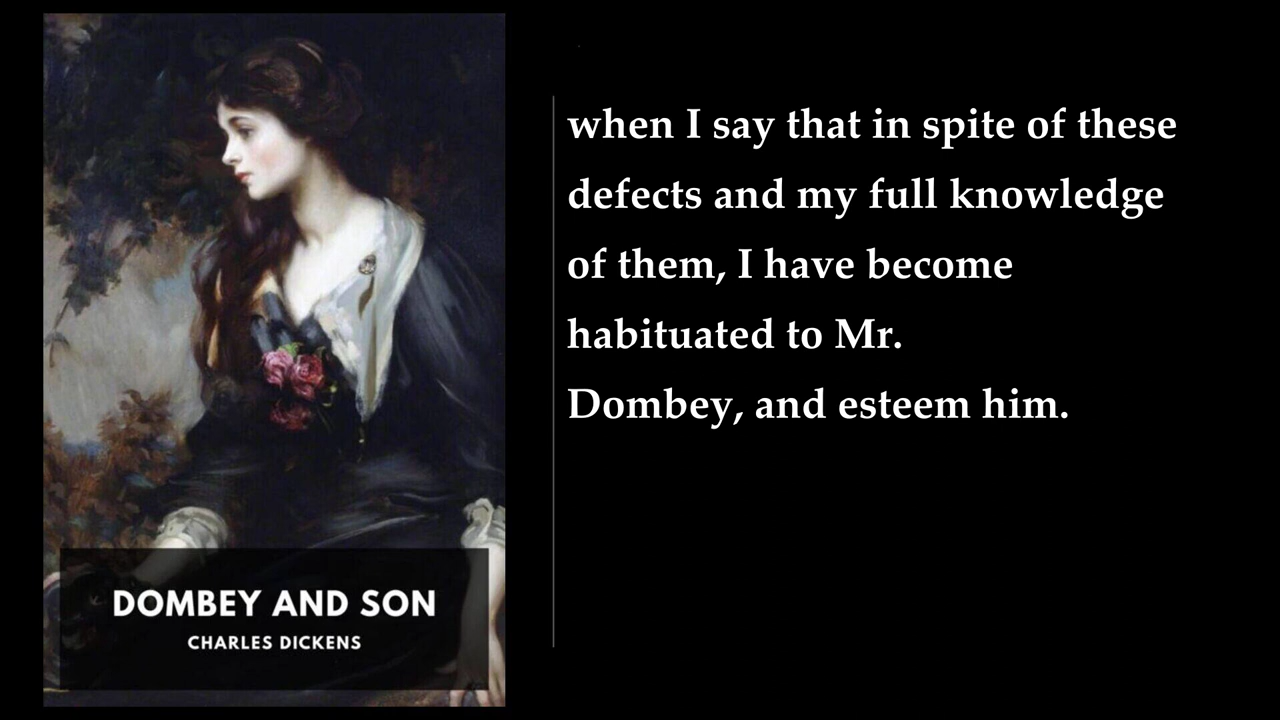 when I say that in spite of these
defects and my full knowledge
of them, I have become
habituated to Mr.
Dombey, and esteem him.
DOMBEY AND SON
CHARLES DICKENS